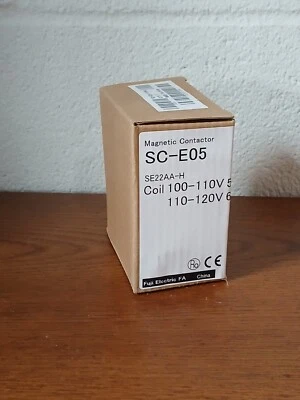 Magnetic Contactor
SC-E05
SE22AA-H
Coil 100-110V 5
110-120V 6
CE
Fuji Electric FA China